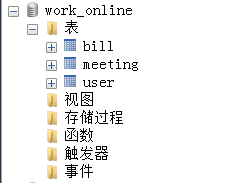 work_online
表
bill
meeting
user
视图
存储过程
函数
触发器
事件